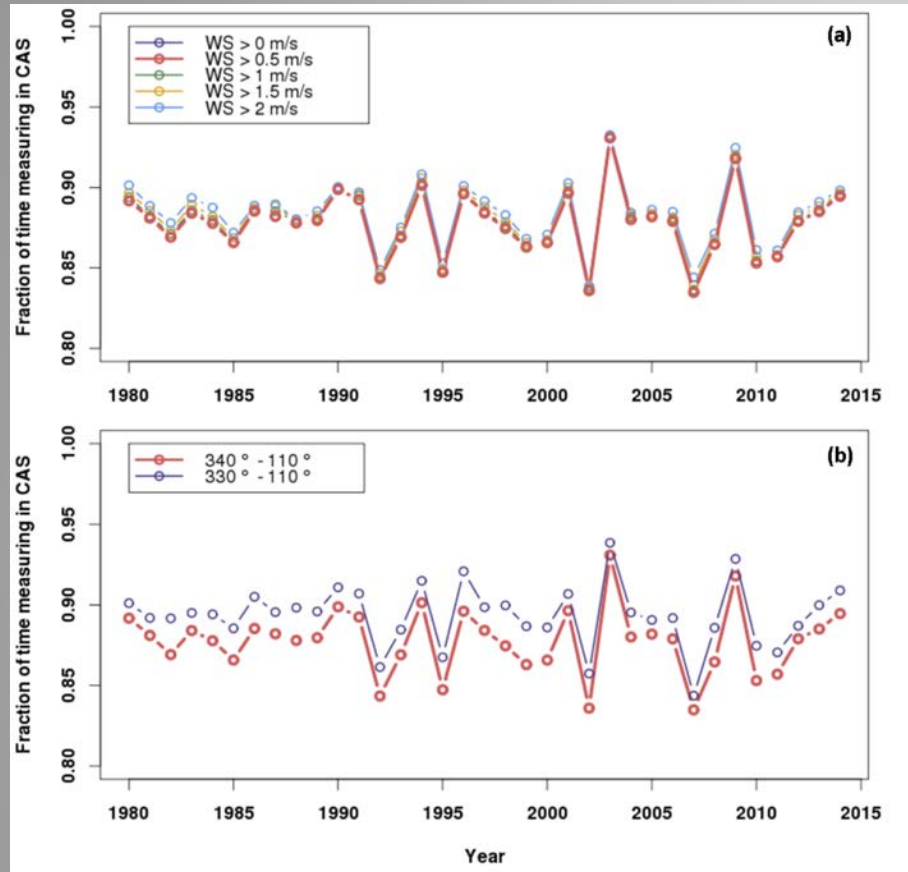 (a)
WS > 0 m/s
WS > 0.5 m/s
WS > 1 m/s
WS > 1.5 m/s
WS > 2 m/s
Fraction of time measuring in CAS
1.00
0.95
0.90
0.85
0.80
1980 1985 1990 1995 2000 2005 2010 2015
(b)
340 ° - 110 °
330 ° - 110 °
Fraction of time measuring in CAS
1.00
0.95
0.90
0.85
0.80
1980 1985 1990 1995 2000 2005 2010 2015
Year